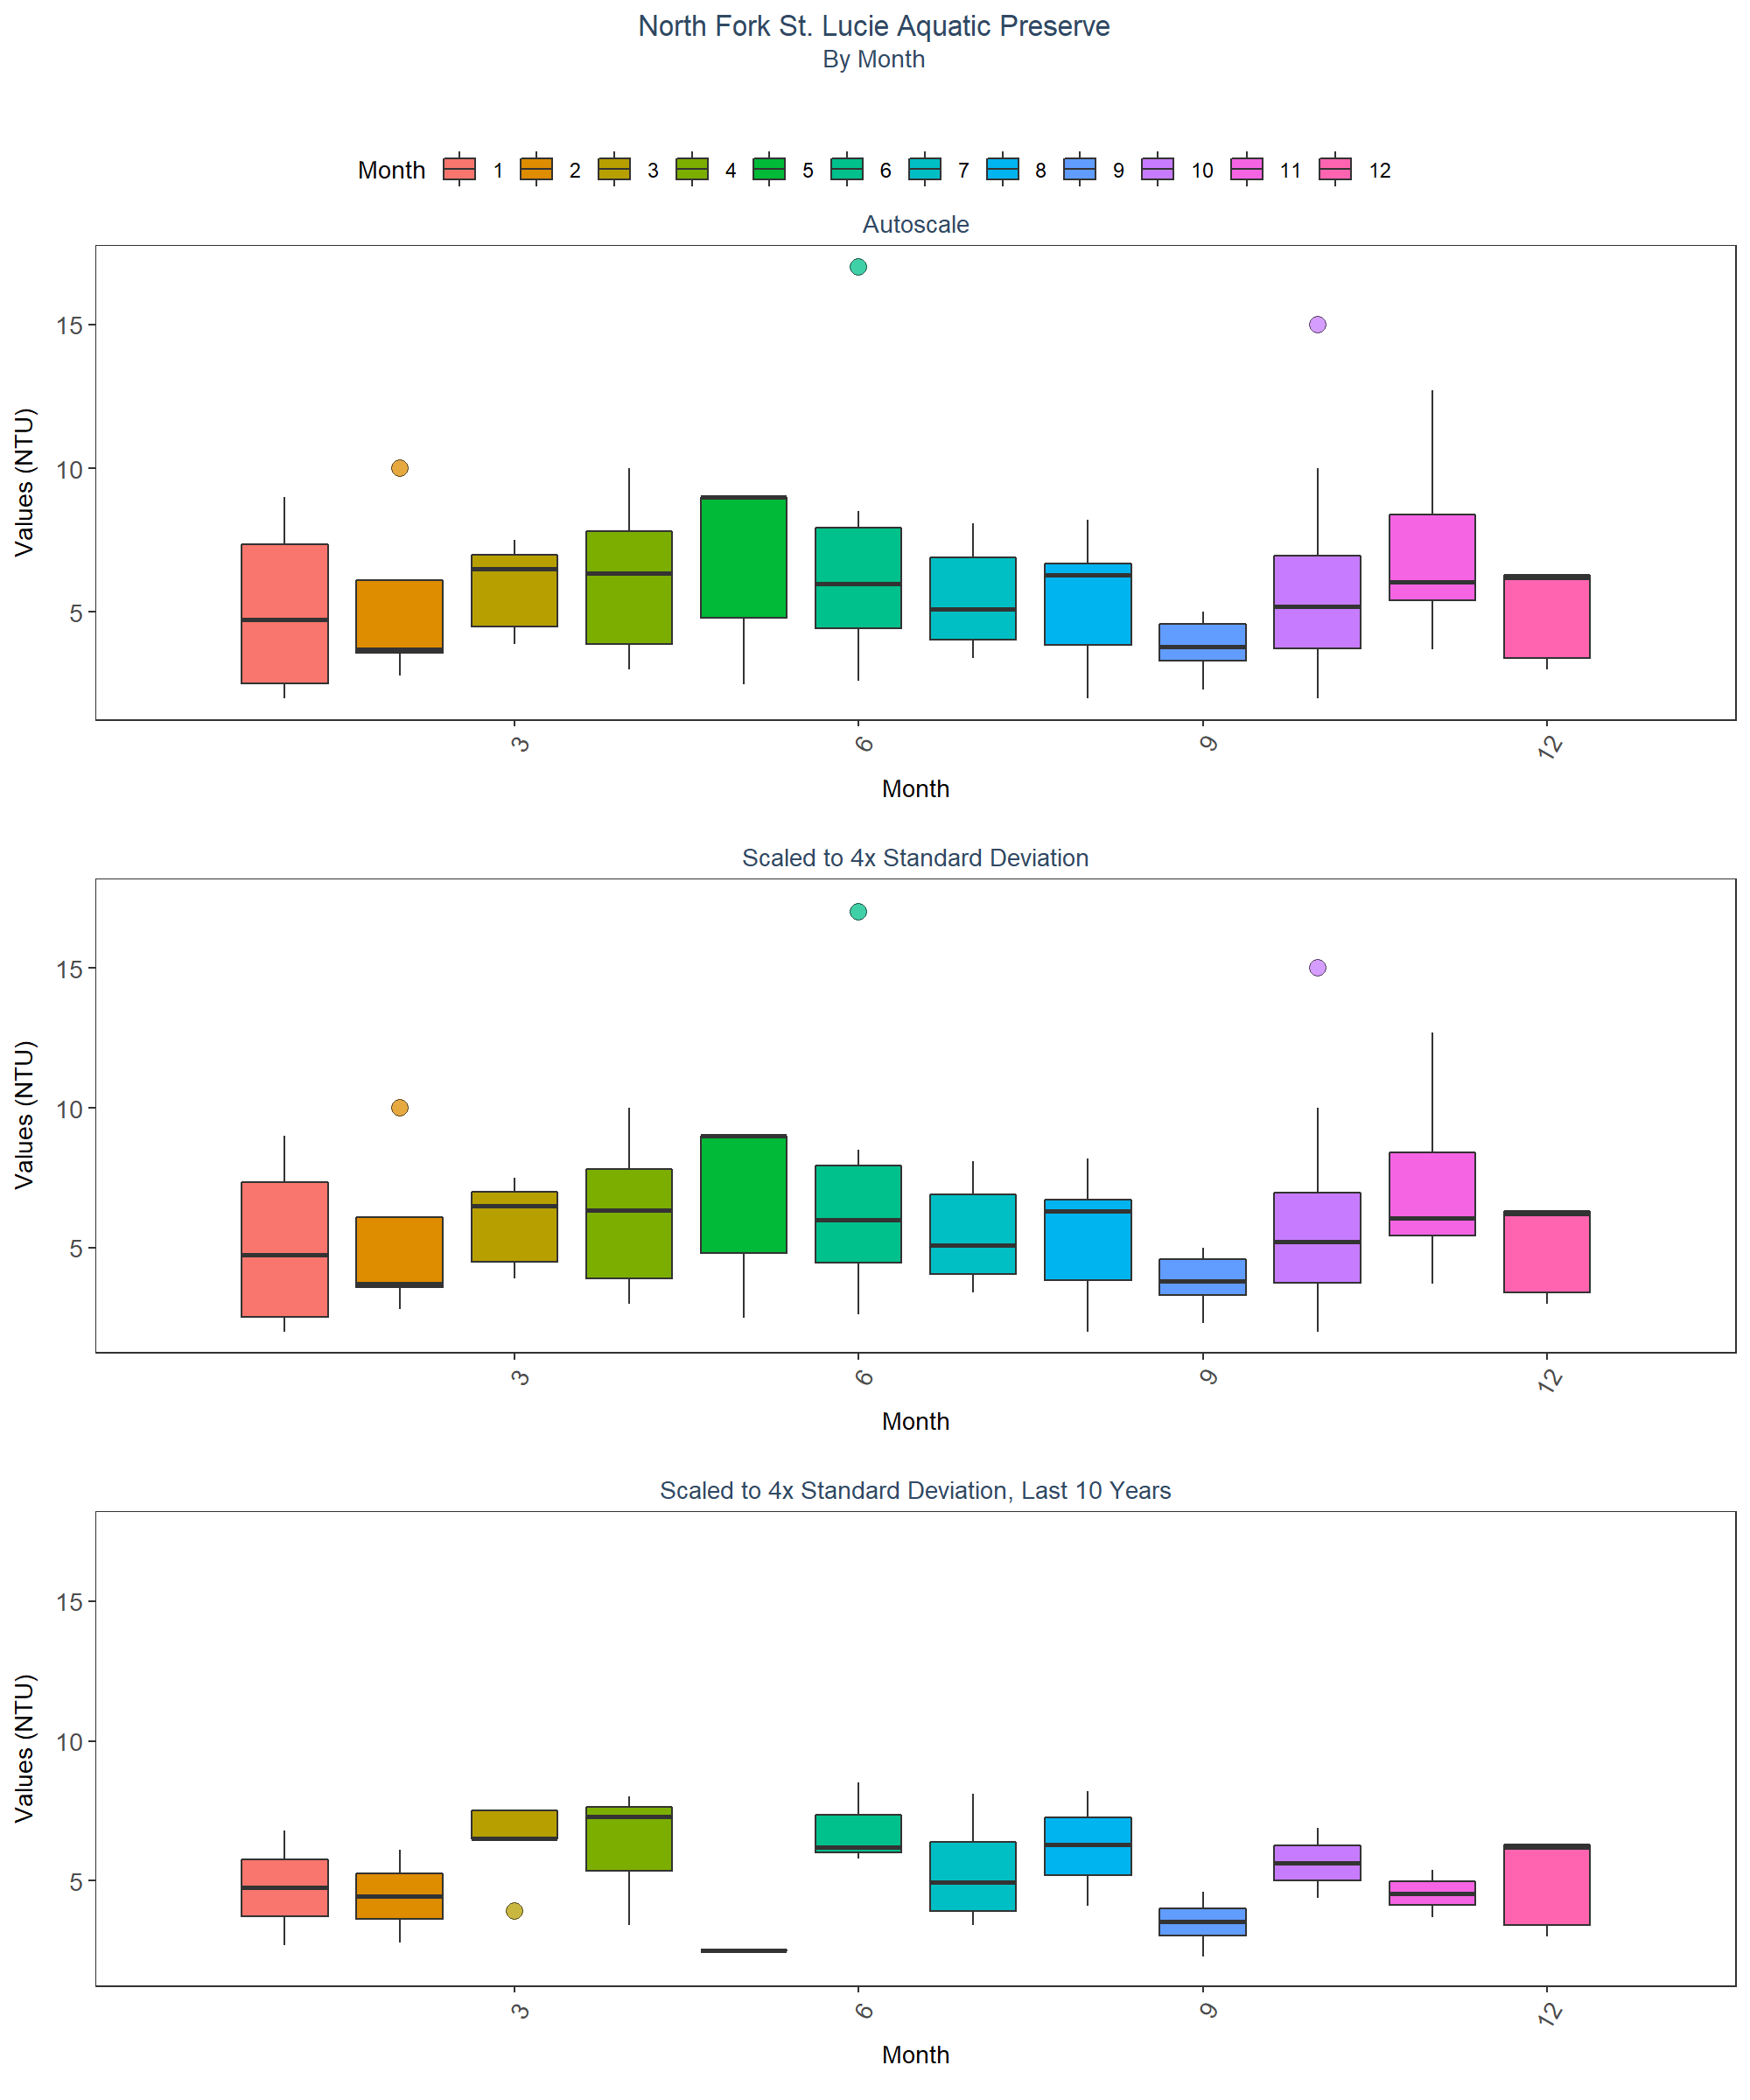 North Fork St. Lucie Aquatic Preserve
By Month
Month 1 2 3 4 5 6 7 8 9 10 11 12
Autoscale
Values (NTU)
15
10
5
3 6 9 12
Month
Scaled to 4x Standard Deviation
Values (NTU)
15
10
5
3 6 9 12
Month
Scaled to 4x Standard Deviation, Last 10 Years
Values (NTU)
15
10
5
3 6 9 12
Month